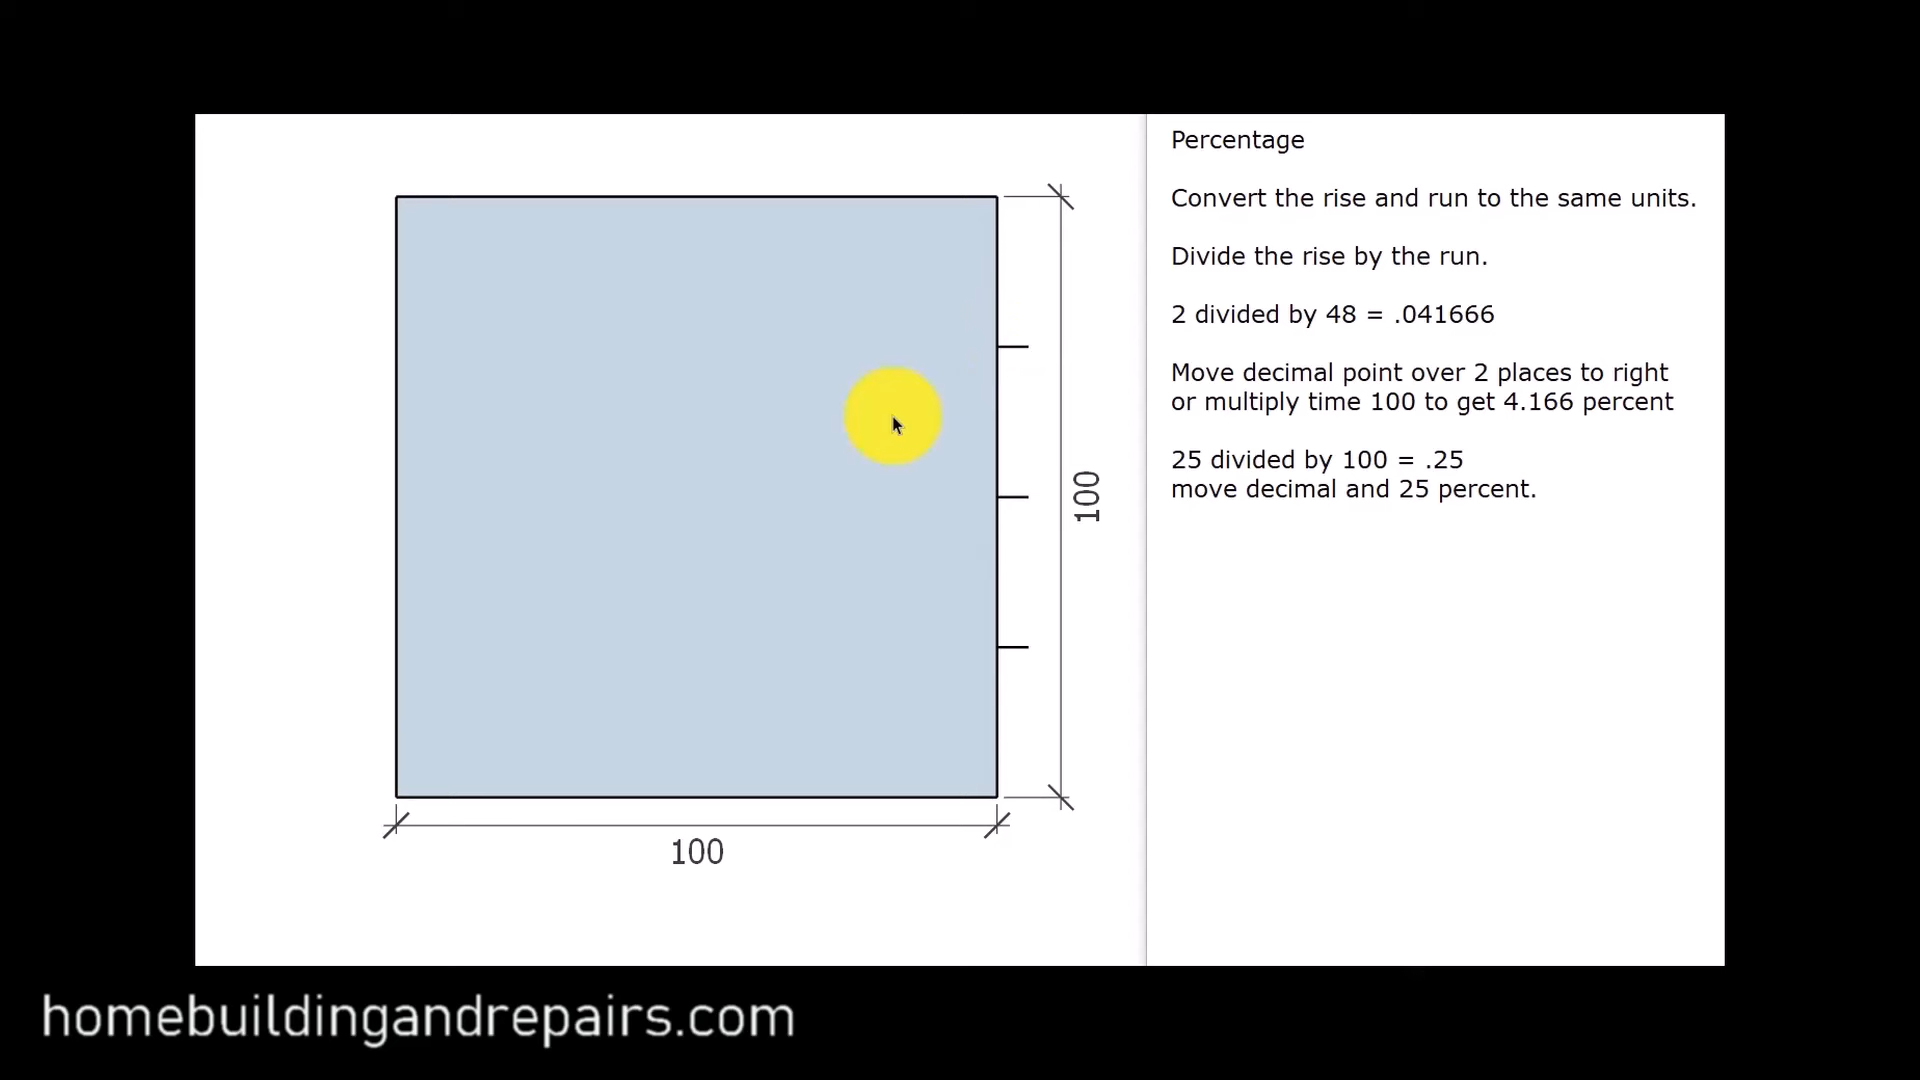 Percentage
Convert the rise and run to the same units.
Divide the rise by the run.
2 divided by 48 = .041666
Move decimal point over 2 places to right
or multiply time 100 to get 4.166 percent
25 divided by 100 = .25
move decimal and 25 percent.
100
100
homebuildingandrepairs.com